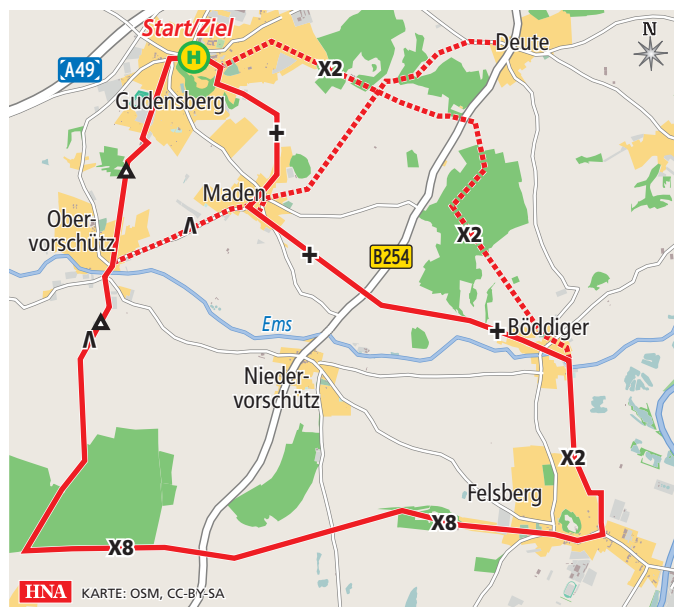 Start/Ziel
H
N
A49
X2
Deute
Gudensberg
Maden
Ober-
vorschütz
X2
B254
Ems
Böddiger
Nieder-
vorschütz
X2
Felsberg
X8
X8
HNA KARTE: OSM, CC-BY-SA